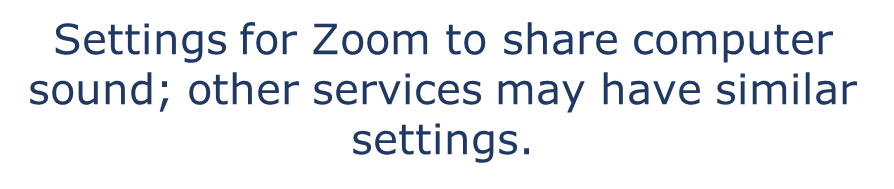 Settings for Zoom to share computer
sound; other services may have similar
settings.